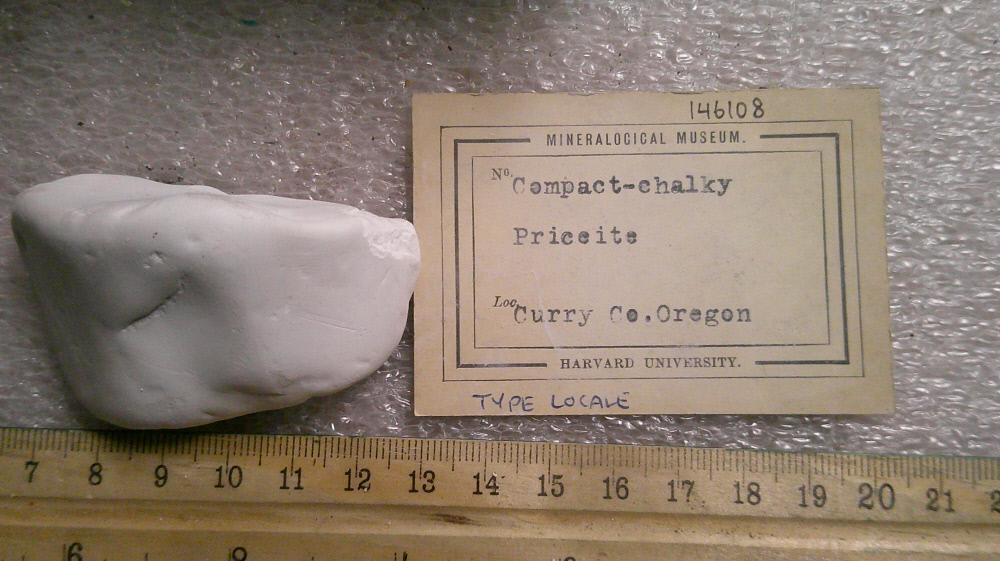 146108
MINERALOGICAL MUSEUM.
No. Compact-chalky
Priceite
Loc. Curry Co.Oregon
HARVARD UNIVERSITY.
TYPE LOCALE
7 8 9 10 11 12 13 14 15 16 17 18 19 20 21